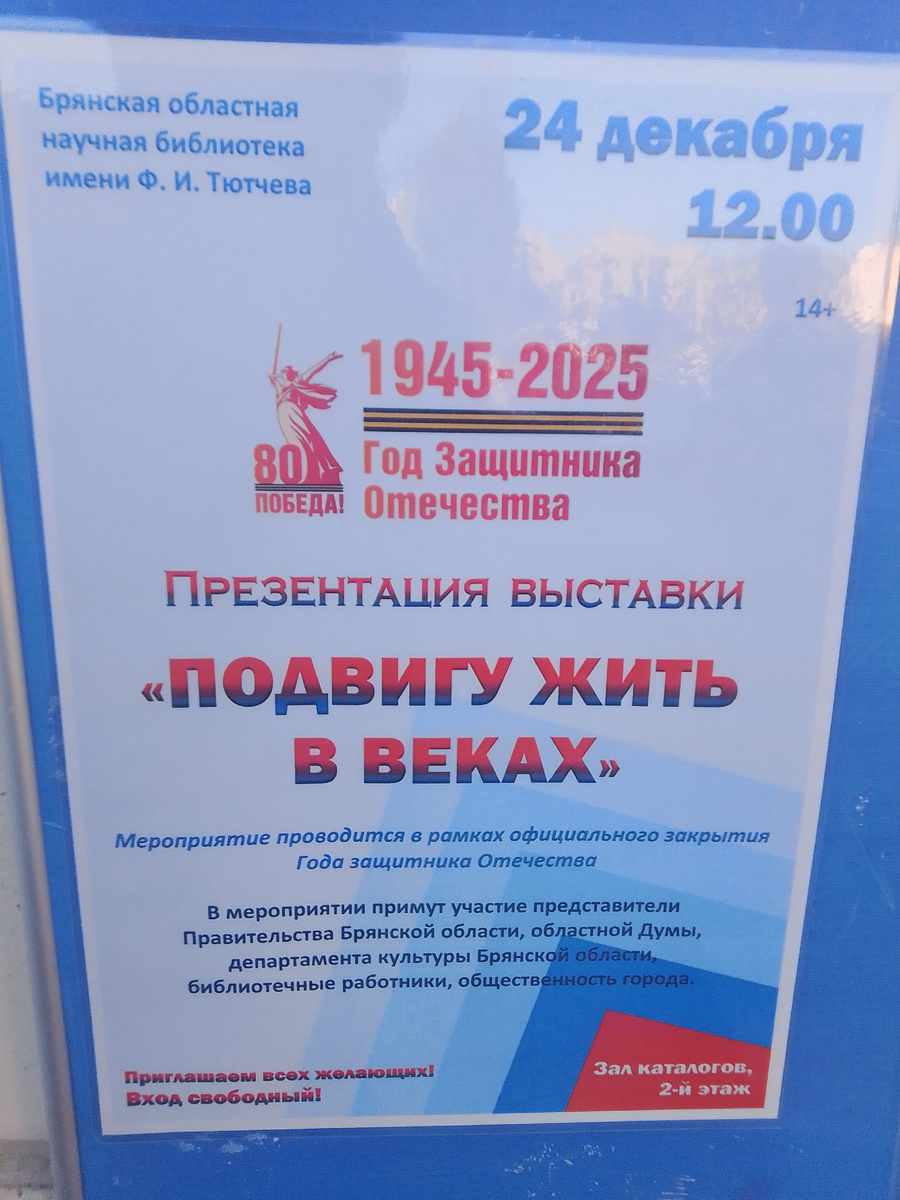 Брянская областная
научная библиотека
имени Ф. И. Тютчева
24 декабря
12.00
14+
1945-2025
80
ПОБЕДА!
Год Защитника
Отечества
ПРЕЗЕНТАЦИЯ ВЫСТАВКИ
«ПОДВИГУ ЖИТЬ
В ВЕКАХ»
Мероприятие проводится в рамках официального закрытия
Года защитника Отечества
В мероприятии примут участие представители
Правительства Брянской области, областной Думы,
департамента культуры Брянской области,
библиотечные работники, общественность города.
Приглашаем всех желающих!
Вход свободный!
Зал каталогов,
2-й этаж